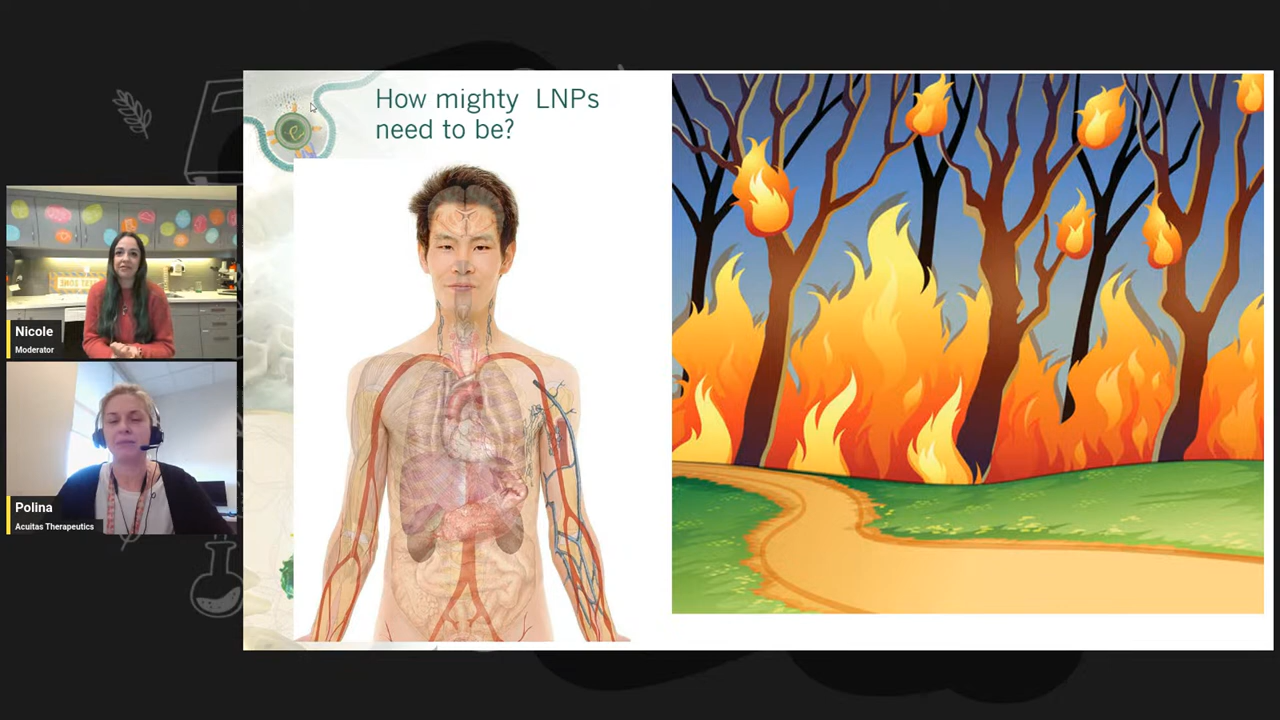 How mighty  LNPs
need to be?
Nicole
Moderator
Polina
Acuitas Therapeutics